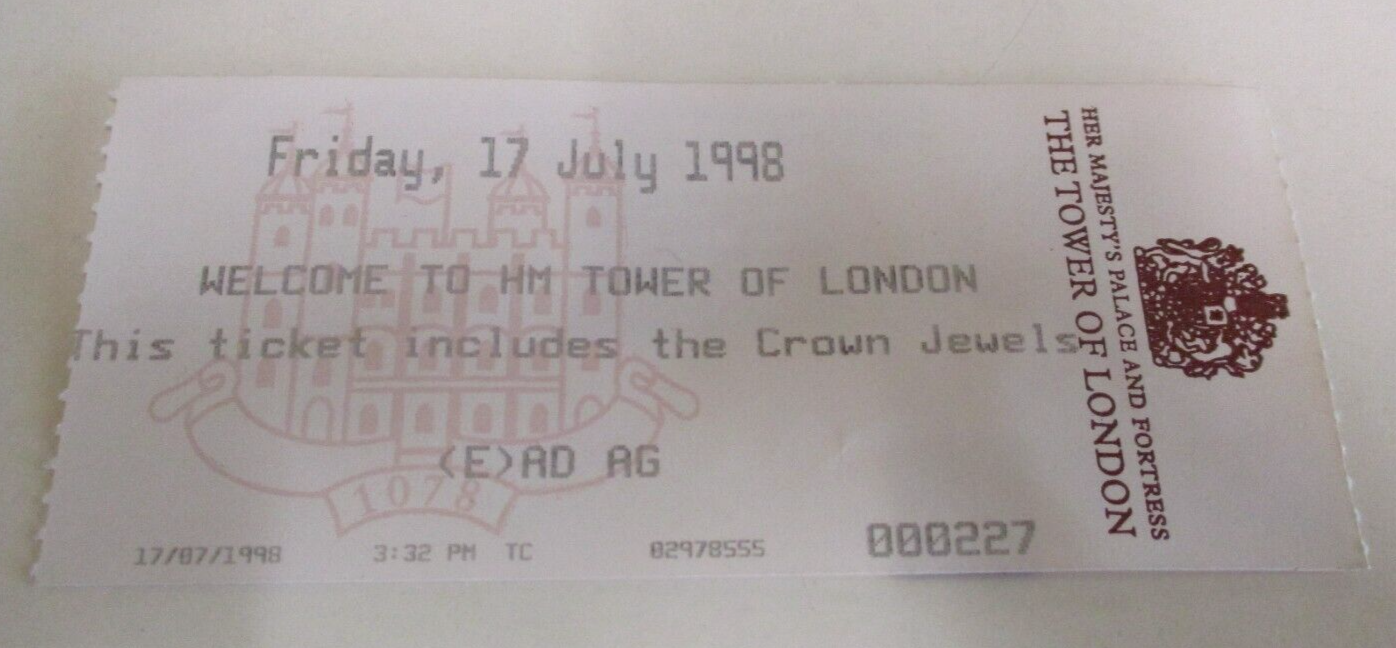 Friday, 17 July 1998
WELCOME TO HM TOWER OF LONDON
This ticket includes the Crown Jewels
(E)AD AG
1078
17/07/1998 3:32 PM TC 02978555 000227
HER MAJESTY'S PALACE AND FORTRESS
THE TOWER OF LONDON